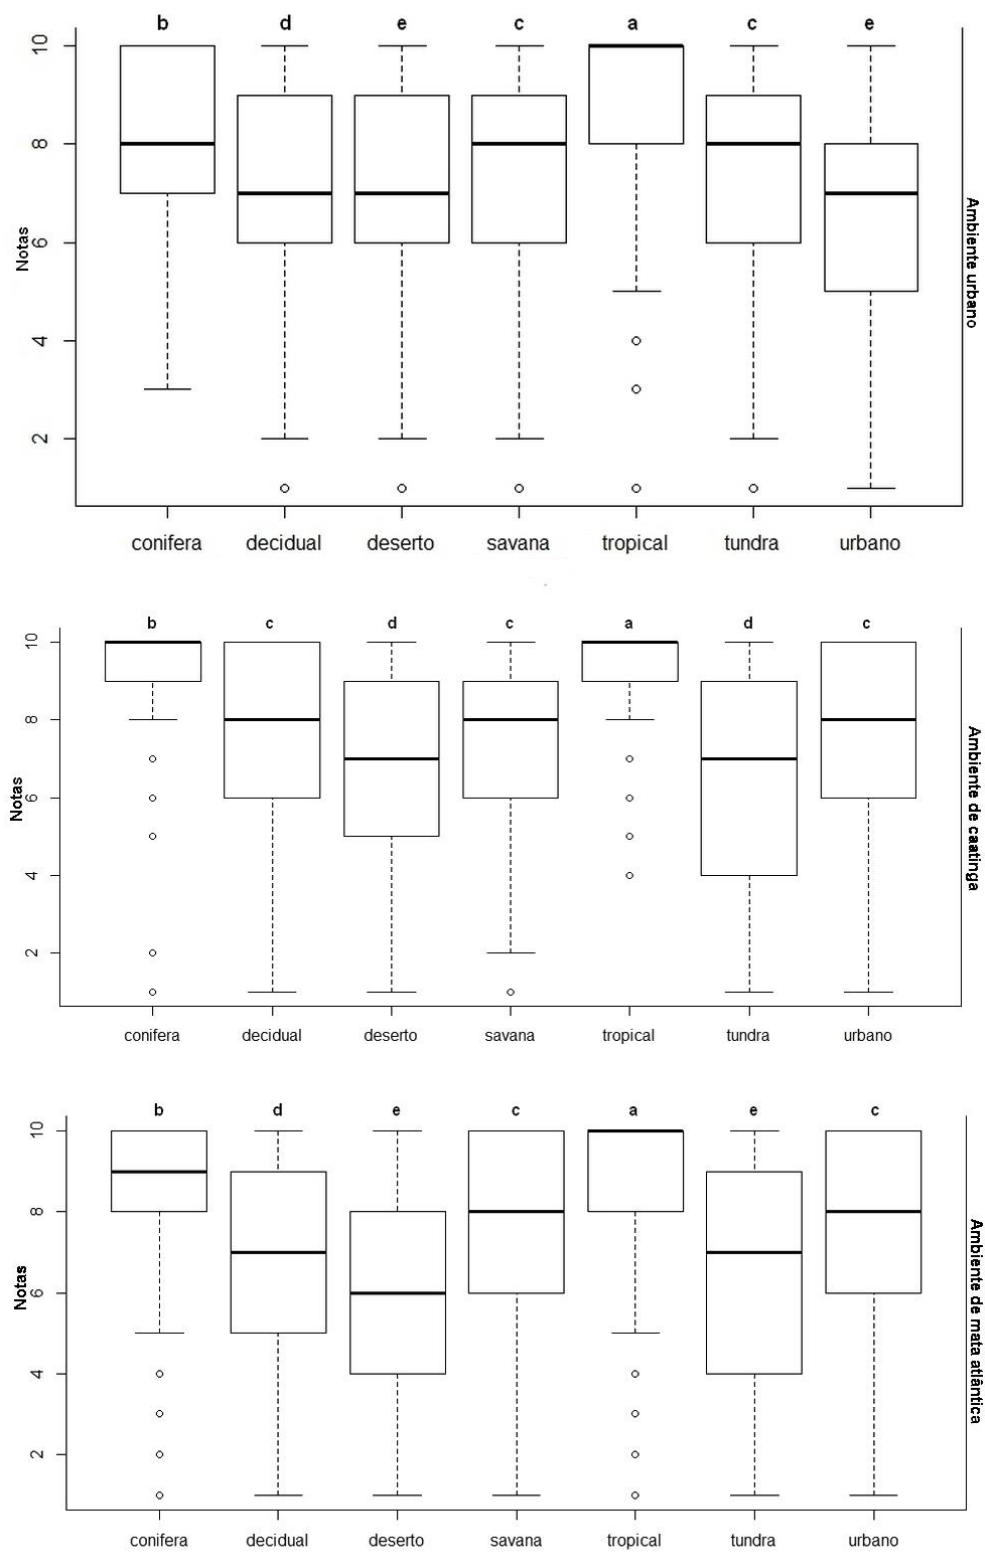 b d e c a c e
10
8
6
4
2
Notas
Ambiente urbano
conifera decidual deserto savana tropical tundra urbano
b c d c a d c
10
8
6
4
2
Notas
Ambiente de caatinga
conifera decidual deserto savana tropical tundra urbano
b d e c a e c
10
8
6
4
2
Notas
Ambiente de mata atlântica
conifera decidual deserto savana tropical tundra urbano